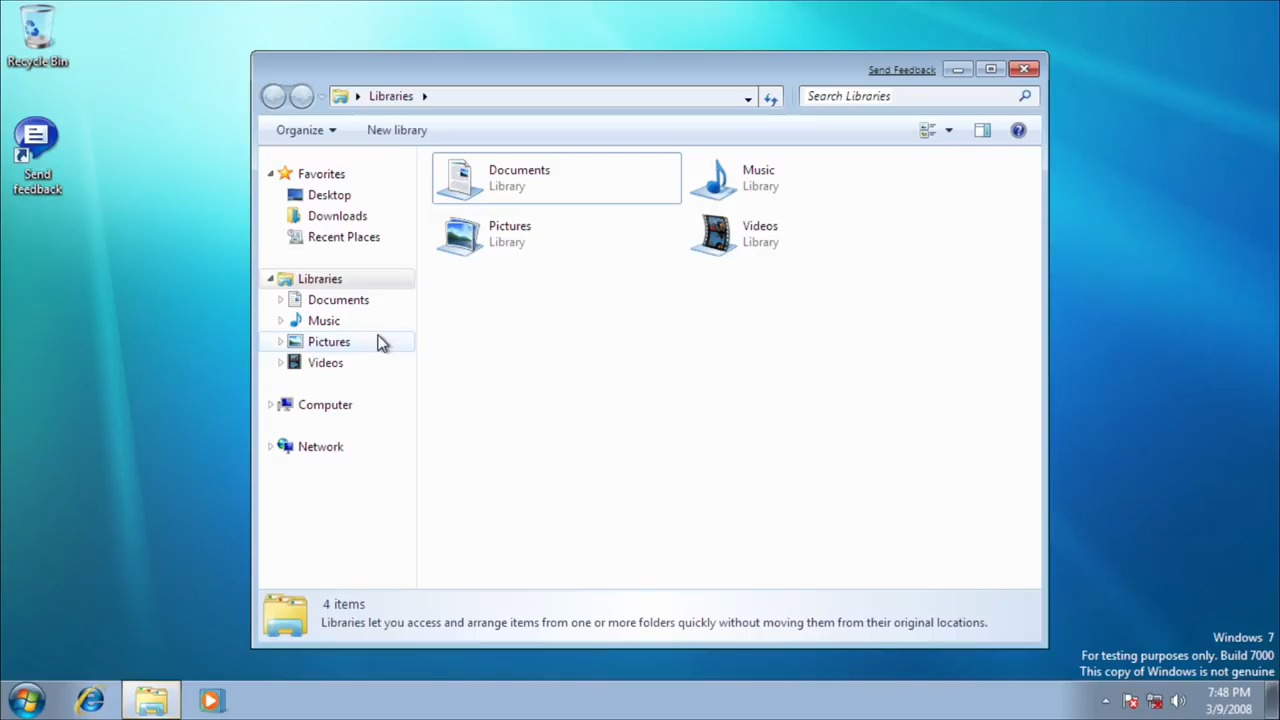 Recycle Bin
Send
feedback
Send Feedback
Libraries
Search Libraries
Organize
New library
Favorites
Desktop
Downloads
Recent Places
Libraries
Documents
Music
Pictures
Videos
Computer
Network
Documents
Library
Music
Library
Pictures
Library
Videos
Library
4 items
Libraries let you access and arrange items from one or more folders quickly without moving them from their original locations.
Windows 7
For testing purposes only. Build 7000
This copy of Windows is not genuine
7:48 PM
3/9/2008